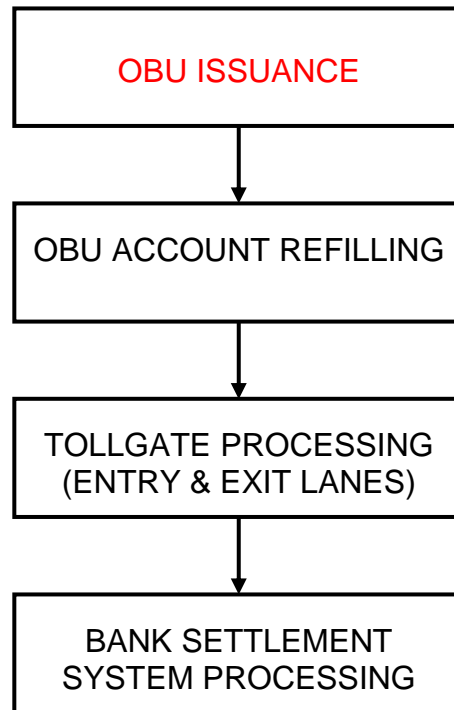 OBU ISSUANCE
OBU ACCOUNT REFILLING
TOLLGATE PROCESSING
(ENTRY & EXIT LANES)
BANK SETTLEMENT
SYSTEM PROCESSING